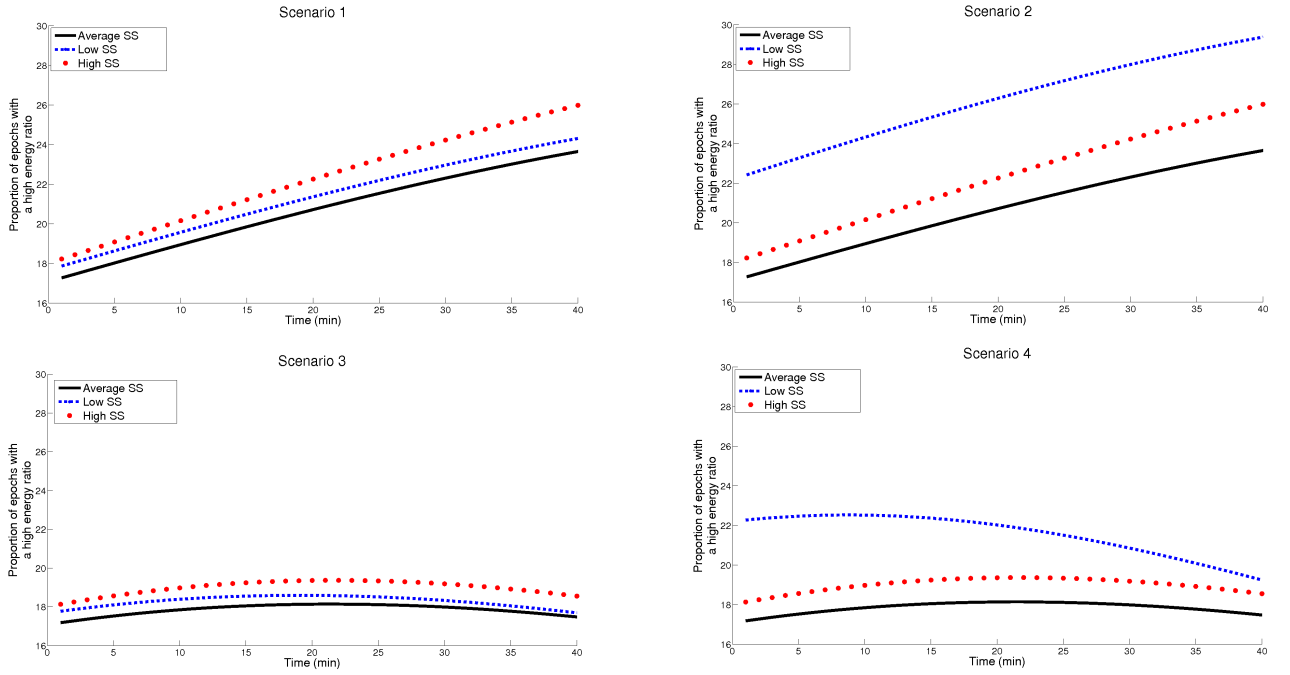 Scenario 1
30
28
26
24
22
20
18
16
Average SS
Low SS
High SS
Proportion of epochs with
a high energy ratio
0 5 10 15 20 25 30 35 40
Time (min)
Scenario 2
30
28
26
24
22
20
18
16
Average SS
Low SS
High SS
Proportion of epochs with
a high energy ratio
0 5 10 15 20 25 30 35 40
Time (min)
Scenario 3
30
28
26
24
22
20
18
16
Average SS
Low SS
High SS
Proportion of epochs with
a high energy ratio
0 5 10 15 20 25 30 35 40
Time (min)
Scenario 4
30
28
26
24
22
20
18
16
Average SS
Low SS
High SS
Proportion of epochs with
a high energy ratio
0 5 10 15 20 25 30 35 40
Time (min)